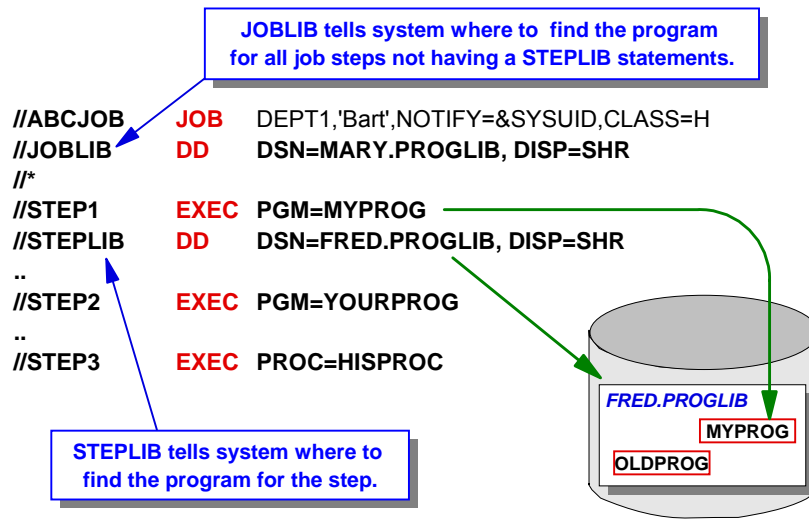 JOBLIB tells system where to find the program
for all job steps not having a STEPLIB statements.
//ABCJOB JOB DEPT1,'Bart',NOTIFY=&SYSUID,CLASS=H
//JOBLIB DD DSN=MARY.PROGLIB, DISP=SHR
//*
//STEP1 EXEC PGM=MYPROG
//STEPLIB DD DSN=FRED.PROGLIB, DISP=SHR
..
//STEP2 EXEC PGM=YOURPROG
..
//STEP3 EXEC PROC=HISPROC
FRED.PROGLIB
MYPROG
OLDPROG
STEPLIB tells system where to
find the program for the step.